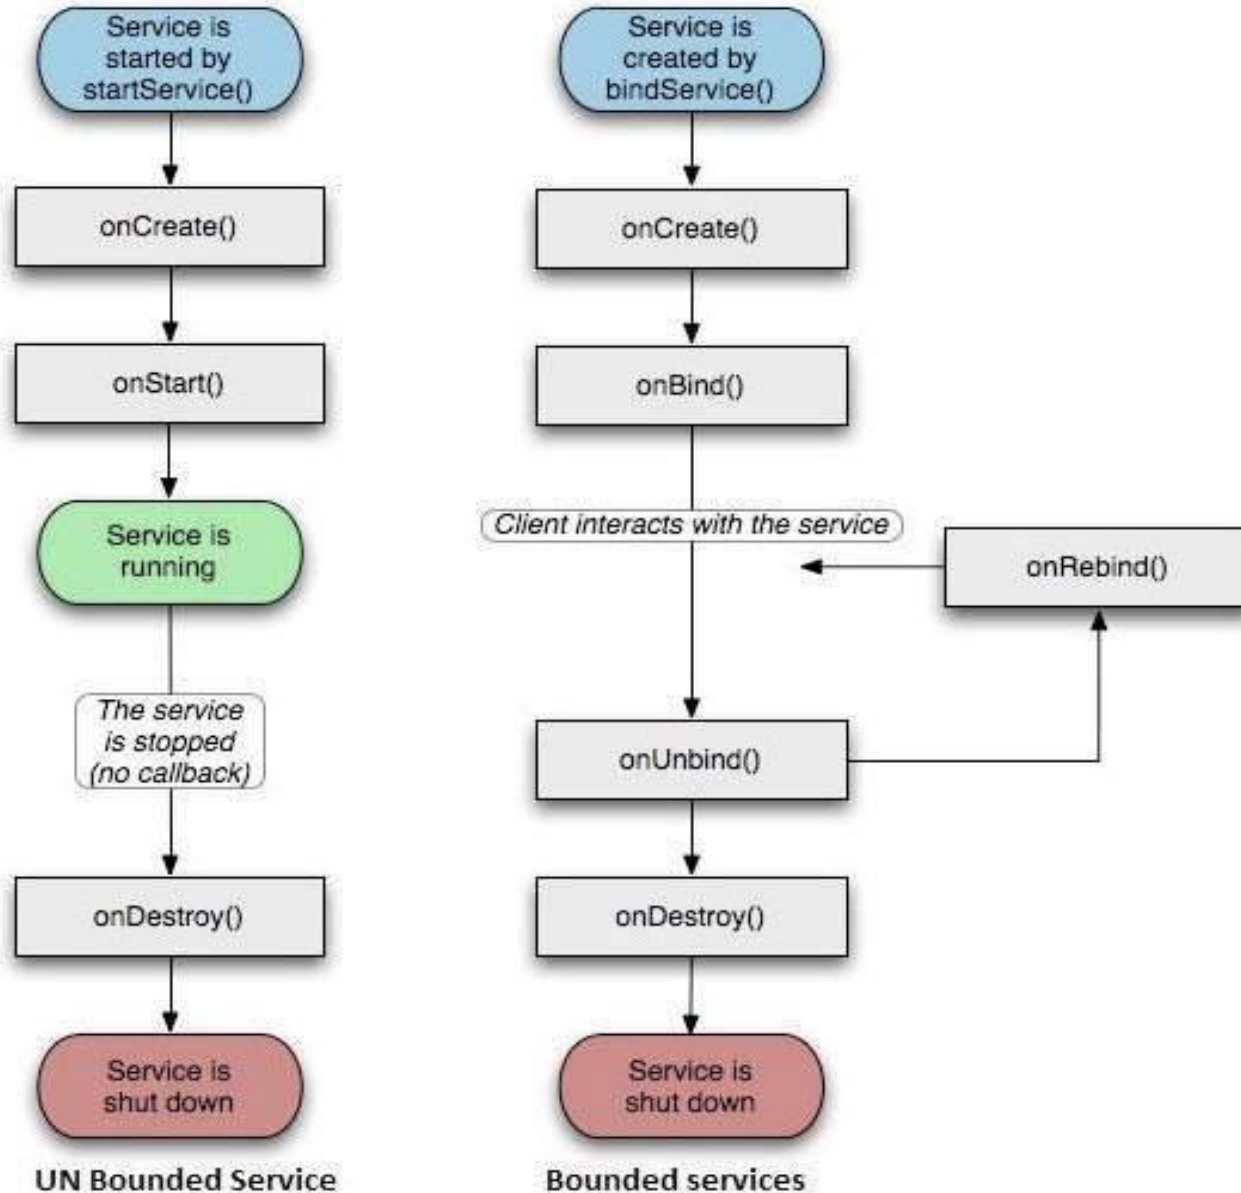 Service is
started by
startService()
onCreate()
onStart()
Service is
running
The service
is stopped
(no callback)
onDestroy()
Service is
shut down
UN Bounded Service
Service is
created by
bindService()
onCreate()
onBind()
Client interacts with the service
onRebind()
onUnbind()
onDestroy()
Service is
shut down
Bounded services